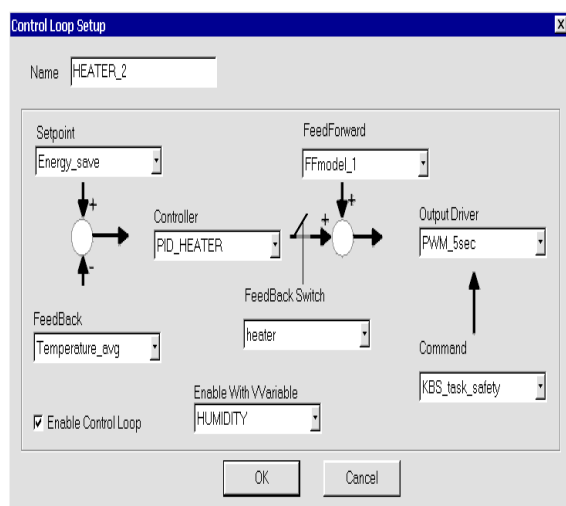 Control Loop Setup
x
Name HEATER_2
Setpoint
Energy_save
FeedForward
FFmodel_1
+
+
+
Controller
PID_HEATER
Output Driver
PWM_5sec
-
FeedBack
Temperature_avg
FeedBack Switch
heater
Command
KBS_task_safety
Enable With VVariable
HUMIDITY
Enable Control Loop
OK
Cancel